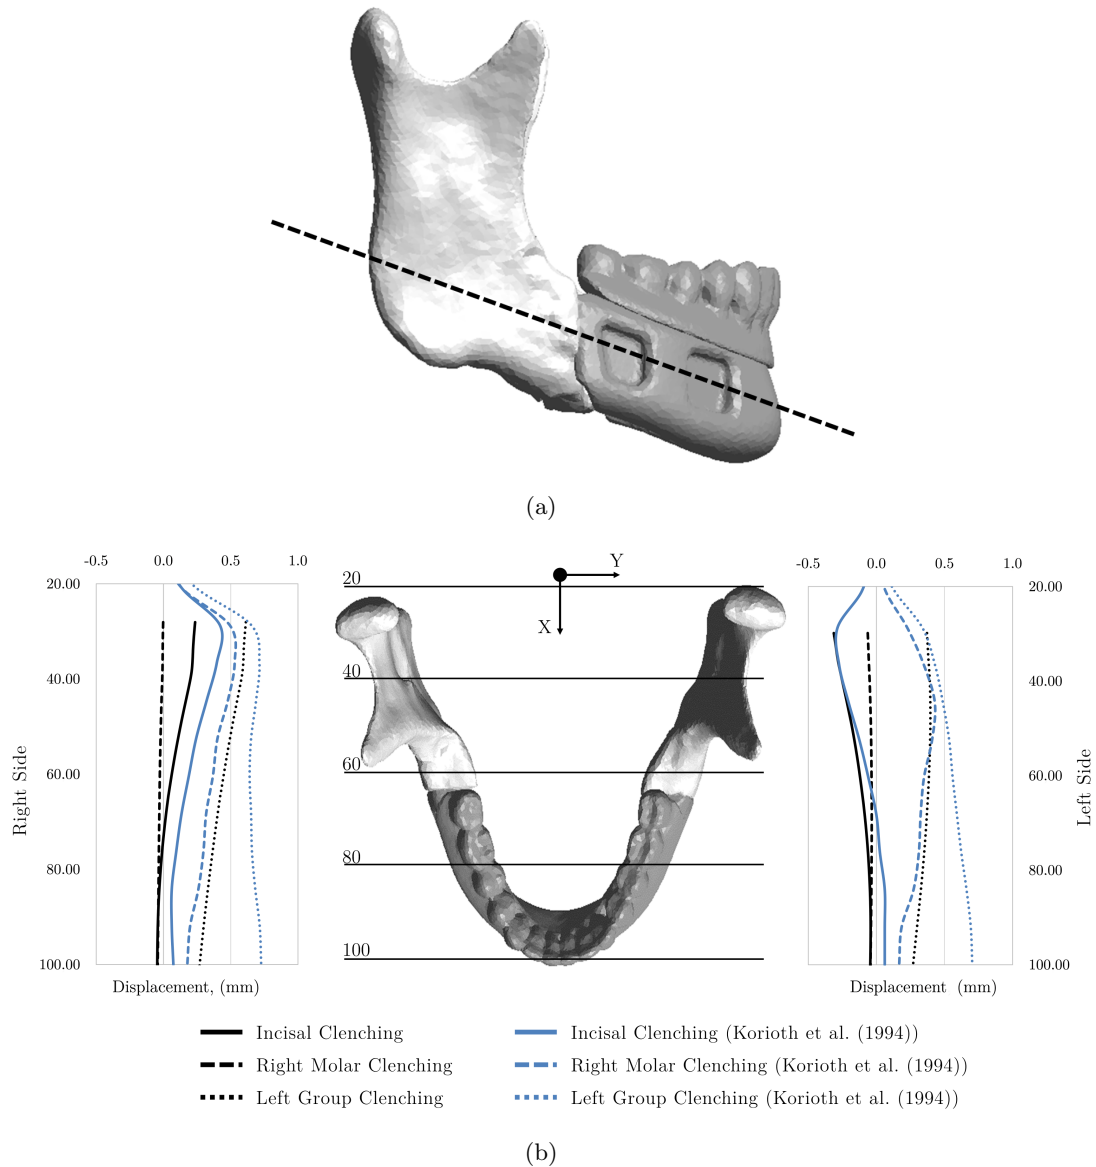 (a)
-0.5 0.0 0.5 1.0
Y
-0.5 0.0 0.5 1.0
20.00
20
20.00
X
40.00
40
40.00
60.00
60
60.00
Right Side
Left Side
80.00
80
80.00
100.00
100
100.00
Displacement, (mm)
Displacement (mm)
Incisal Clenching
Incisal Clenching (Korioth et al. (1994))
Right Molar Clenching
Right Molar Clenching (Korioth et al. (1994))
Left Group Clenching
Left Group Clenching (Korioth et al. (1994))
(b)